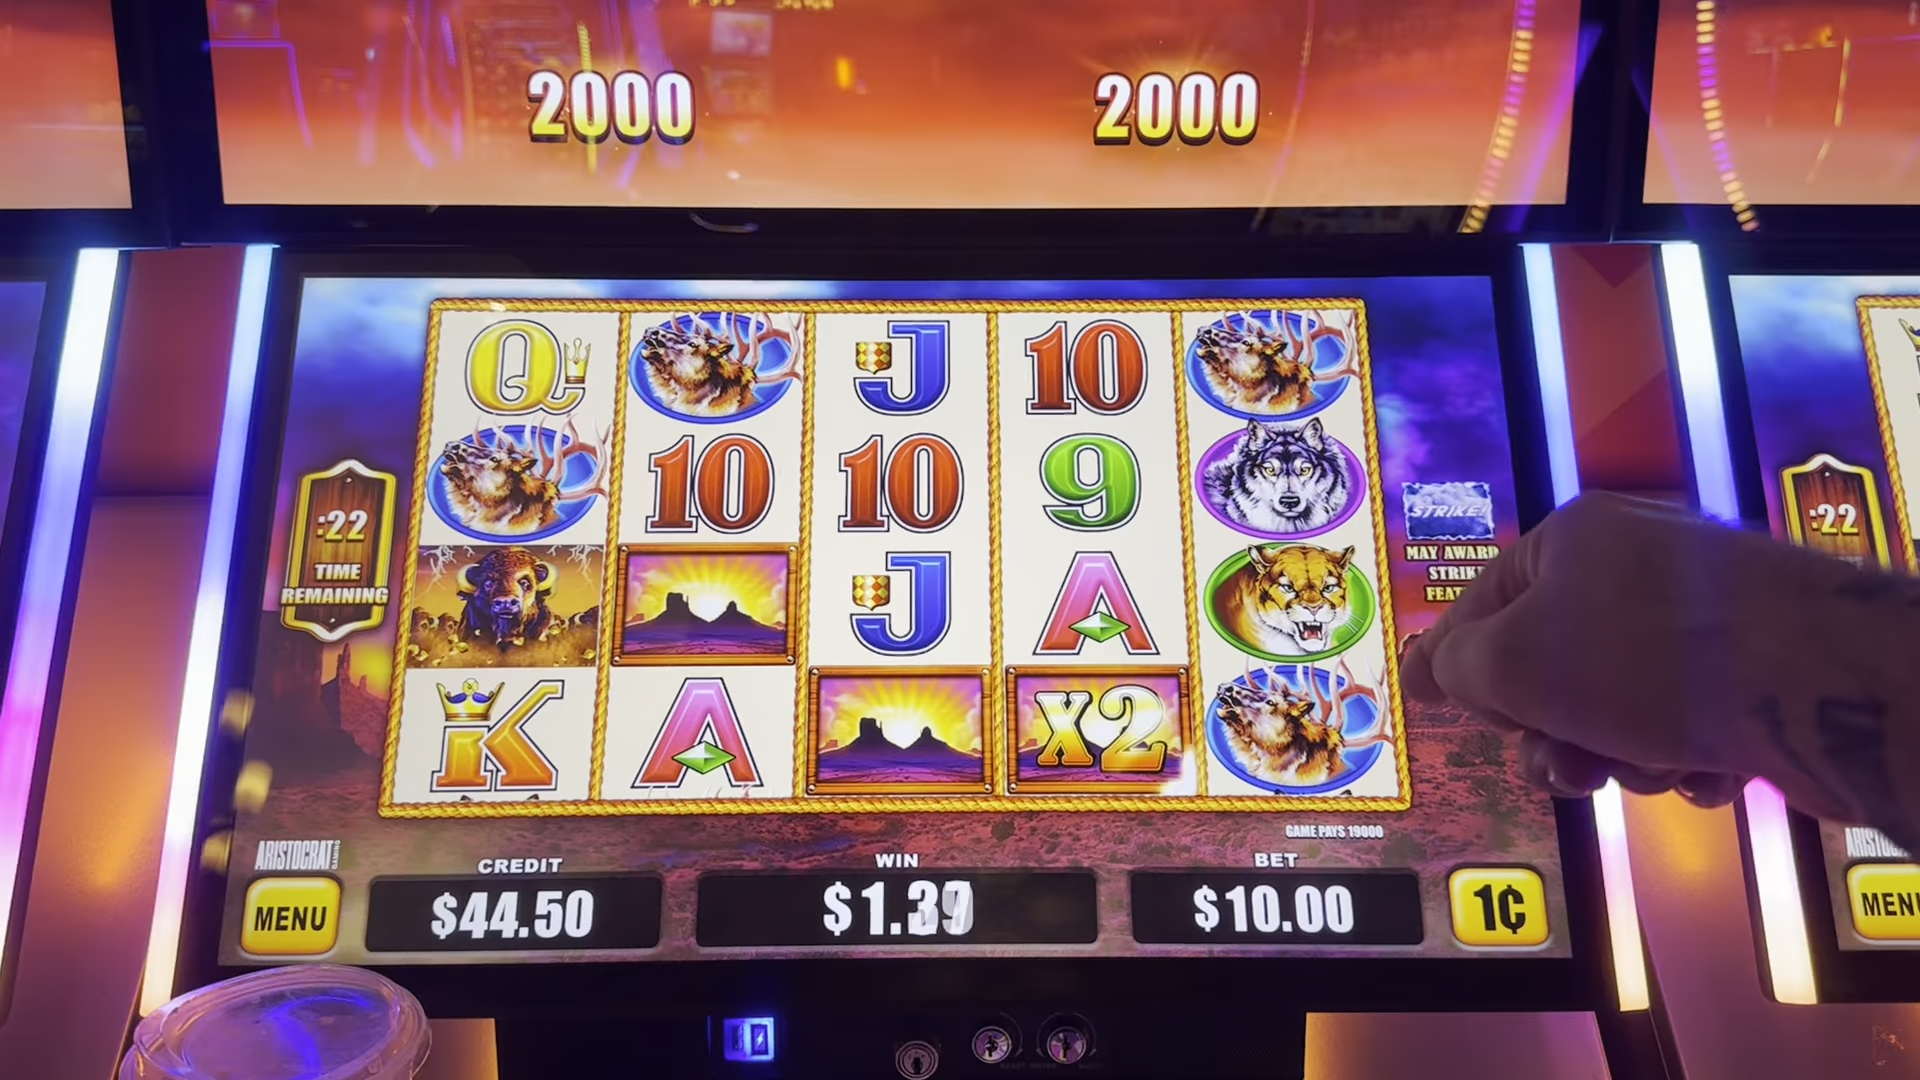 2000 2000
Q J 10
10 10 9
J A
K A X2
:22
TIME
REMAINING
STRIKE!
MAY AWARD
GAME PAYS 19000
ARISTOCRAT GAMING
CREDIT WIN BET
MENU $44.50 $10.00 1¢
:22